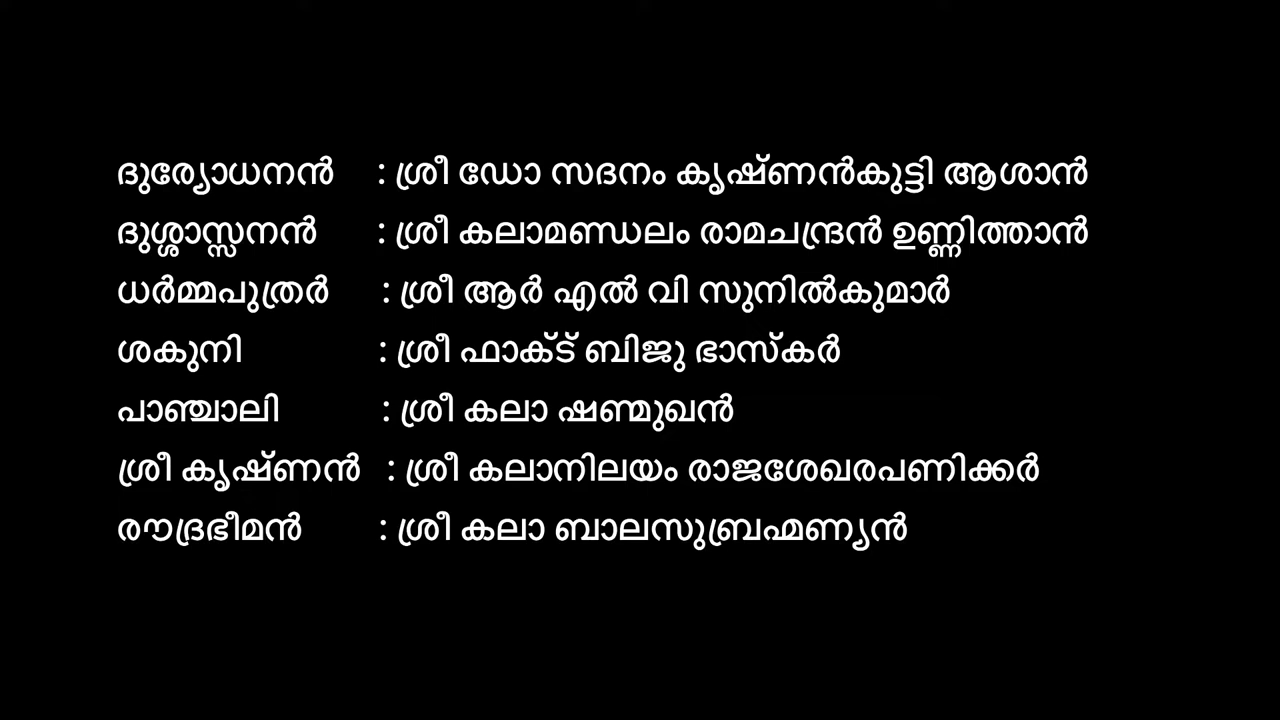 ദുര്യോധനൻ : ശ്രീ ഡോ സദനം കൃഷ്ണൻകുട്ടി ആശാൻ
ദുശ്ശാസ്സനൻ : ശ്രീ കലാമണ്ഡലം രാമചന്ദ്രൻ ഉണ്ണിത്താൻ
ധർമ്മപുത്രർ : ശ്രീ ആർ എൽ വി സുനിൽകുമാർ
ശകുനി : ശ്രീ ഫാക്ട് ബിജു ഭാസ്കർ
പാഞ്ചാലി : ശ്രീ കലാ ഷണ്മുഖൻ
ശ്രീ കൃഷ്ണൻ : ശ്രീ കലാനിലയം രാജശേഖരപണിക്കർ
രൗദ്രഭീമൻ : ശ്രീ കലാ ബാലസുബ്രഹ്മണ്യൻ